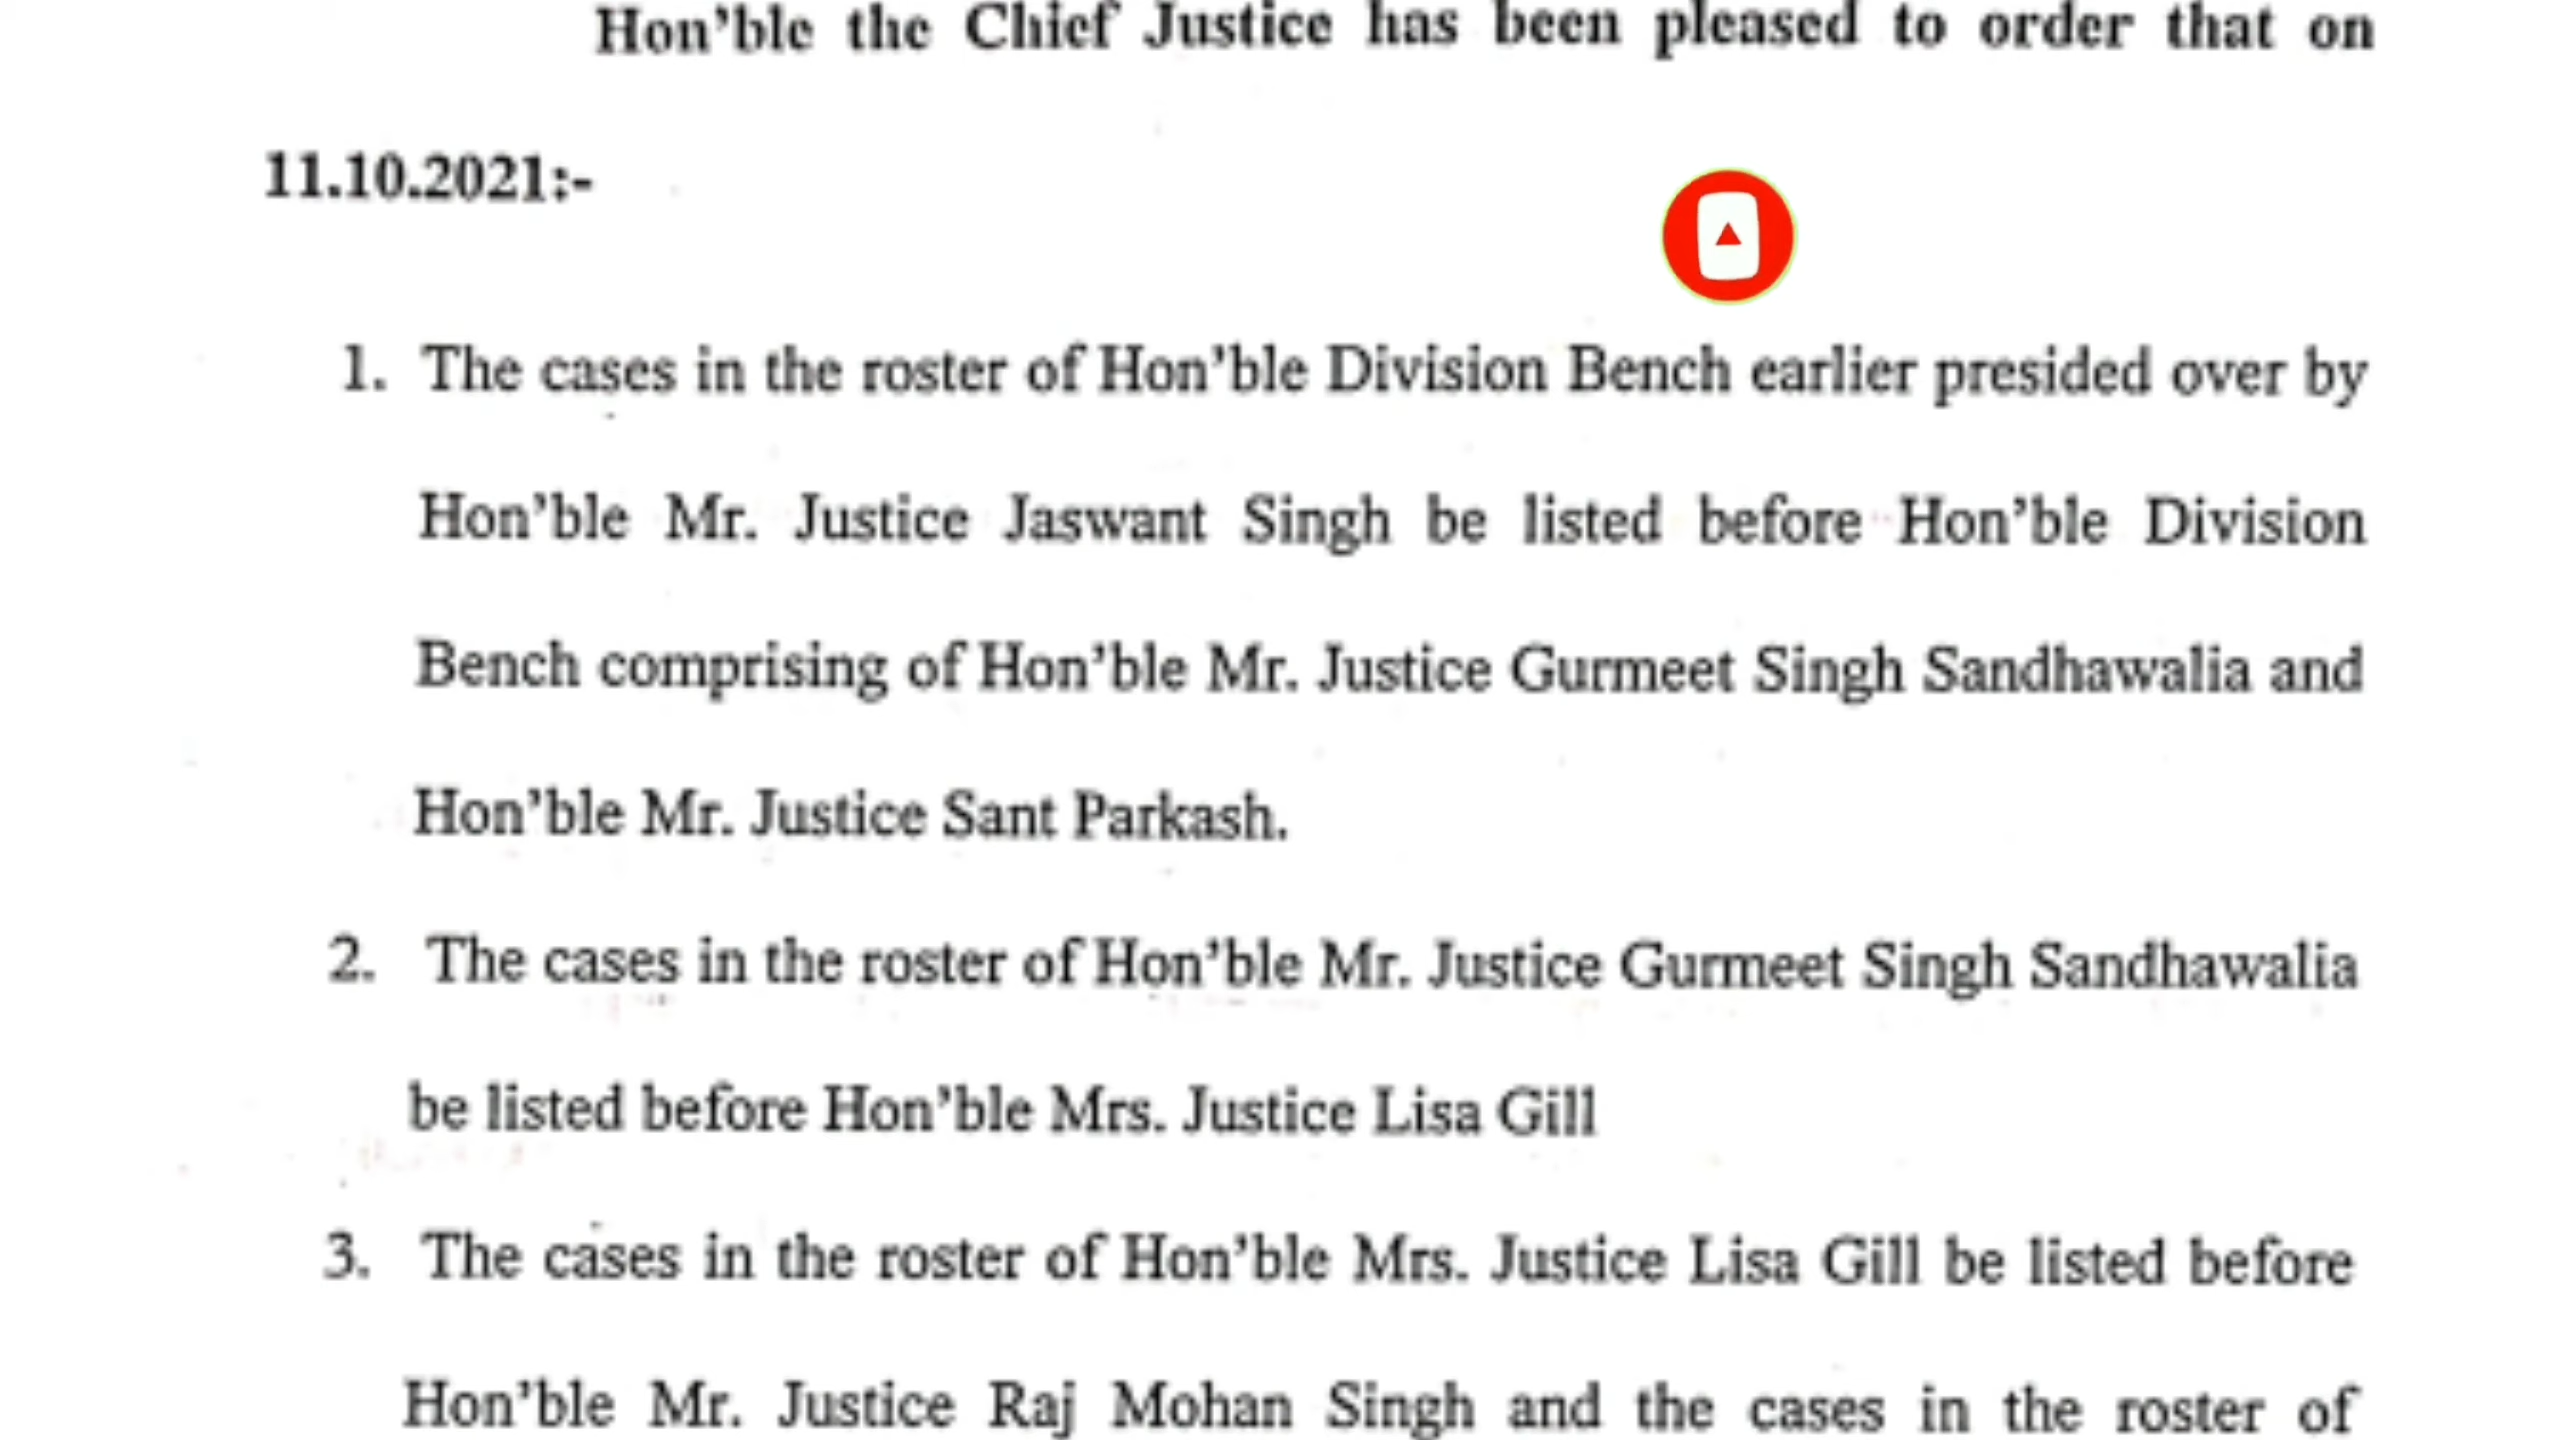 Hon'ble the Chief Justice has been pleased to order that on
11.10.2021:-
1. The cases in the roster of Hon'ble Division Bench earlier presided over by
Hon'ble Mr. Justice Jaswant Singh be listed before Hon'ble Division
Bench comprising of Hon'ble Mr. Justice Gurmeet Singh Sandhawalia and
Hon'ble Mr. Justice Sant Parkash.
2. The cases in the roster of Hon'ble Mr. Justice Gurmeet Singh Sandhawalia
be listed before Hon'ble Mrs. Justice Lisa Gill
3. The cases in the roster of Hon'ble Mrs. Justice Lisa Gill be listed before
Hon'ble Mr. Justice Raj Mohan Singh and the cases in the roster of